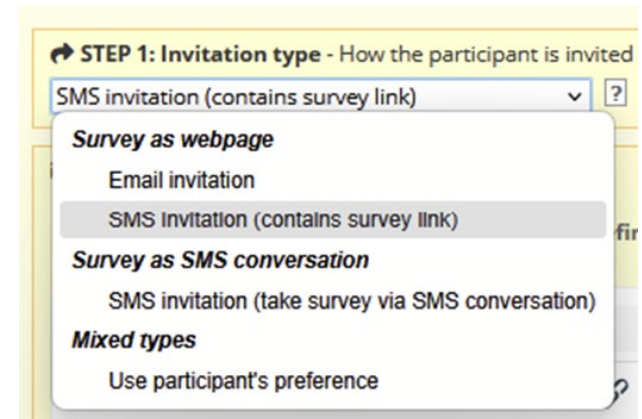 STEP 1: Invitation type - How the participant is invited
SMS invitation (contains survey link)
?
Survey as webpage
Email invitation
SMS invitation (contains survey link)
Survey as SMS conversation
SMS invitation (take survey via SMS conversation)
Mixed types
Use participant's preference